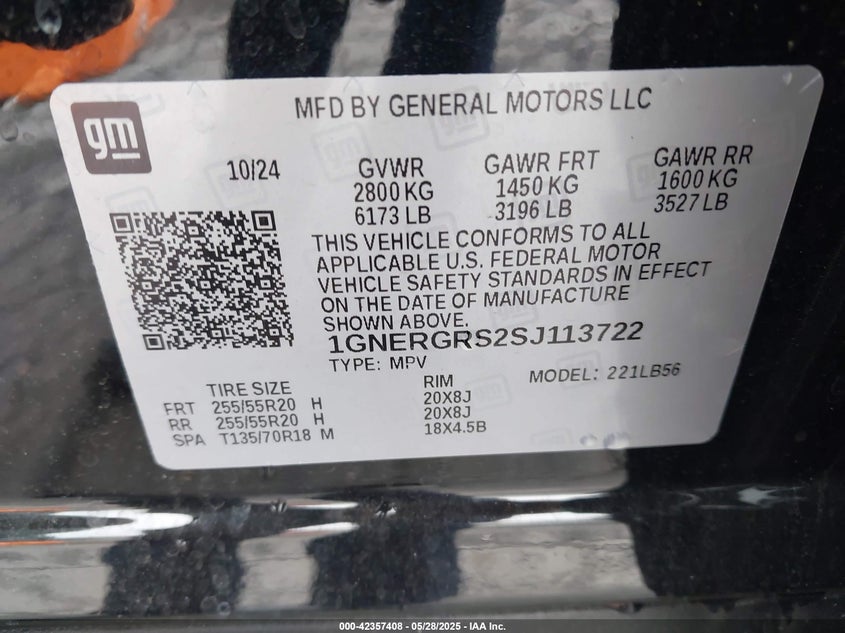 gm
MFD BY GENERAL MOTORS LLC
10/24
GVWR
2800 KG
6173 LB
GAWR FRT
1450 KG
3196 LB
GAWR RR
1600 KG
3527 LB
THIS VEHICLE CONFORMS TO ALL
APPLICABLE U.S. FEDERAL MOTOR
VEHICLE SAFETY STANDARDS IN EFFECT
ON THE DATE OF MANUFACTURE
SHOWN ABOVE.
1GNERGRS2SJ113722
TYPE: MPV
MODEL: 221LB56
TIRE SIZE
FRT 255/55R20 H
RR 255/55R20 H
SPA T135/70R18 M
RIM
20X8J
20X8J
18X4.5B
000-42357408 - 05/28/2025 - IAA Inc.